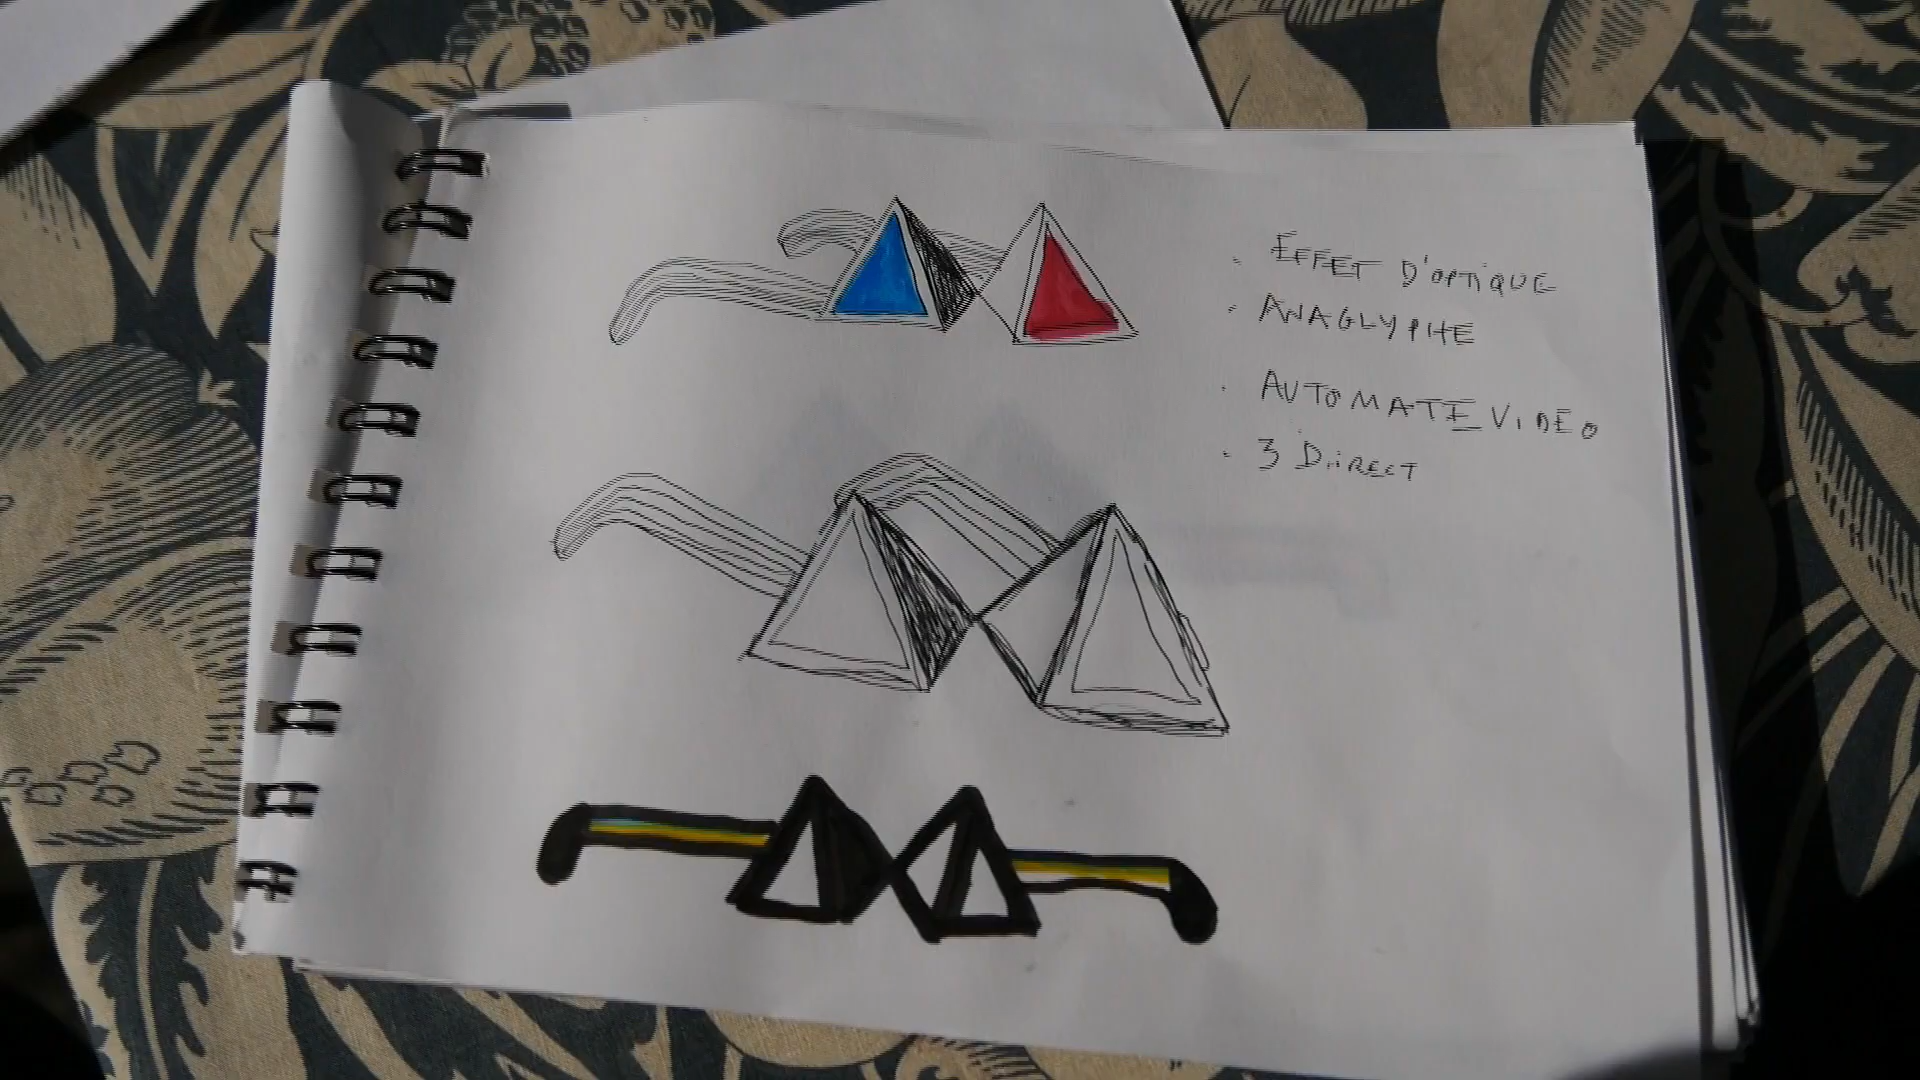 · EFFET D'OPTIQUE
· ANAGLYPHE
· AUTOMATE VIDEO
· 3 DIRECT